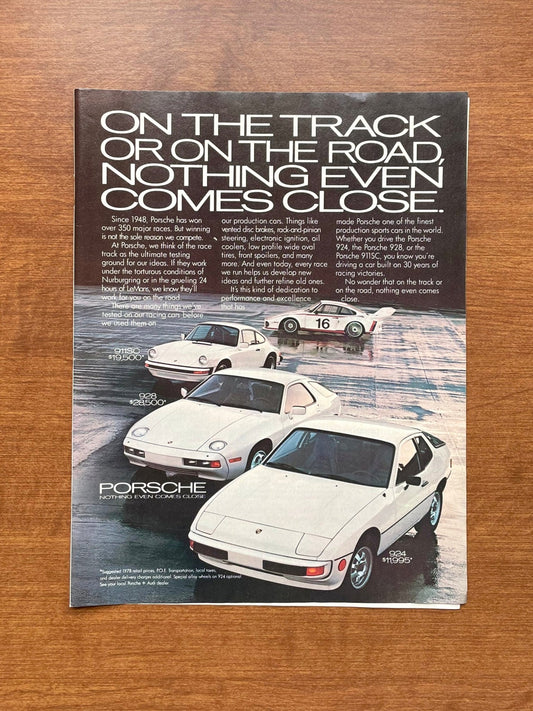 ON THE TRACK
OR ON THE ROAD,
NOTHING EVEN
COMES CLOSE.
Since 1948, Porsche has won
over 350 major races. But winning
is not the sole reason we compete.
At Porsche, we think of the race
track as the ultimate testing
ground for our ideas. If they work
under the torturous conditions of
Nurburgring or in the grueling 24
hours of LeMans, we know they'll
work for you on the road.
There are many things we've
tested on our racing cars before
we used them on
our production cars. Things like
vented disc brakes, rack-and-pinion
steering, electronic ignition, oil
coolers, low profile wide oval
tires, front spoilers, and many
more. And even today, every race
we run helps us develop new
ideas and further refine old ones.
It's this kind of dedication to
performance and excellence
that has
made Porsche one of the finest
production sports cars in the world.
Whether you drive the Porsche
924, the Porsche 928, or the
Porsche 911SC, you know you're
driving a car built on 30 years of
racing victories.
No wonder that on the track or
on the road, nothing even comes
close.
16
911SC
$19,500*
928
$28,500*
PORSCHE
NOTHING EVEN COMES CLOSE
924
$11,995*
*Suggested 1978 retail prices, P.O.E. Transportation, local taxes,
and dealer delivery charges additional. Special alloy wheels on 924 optional.
See your local Porsche + Audi dealer.